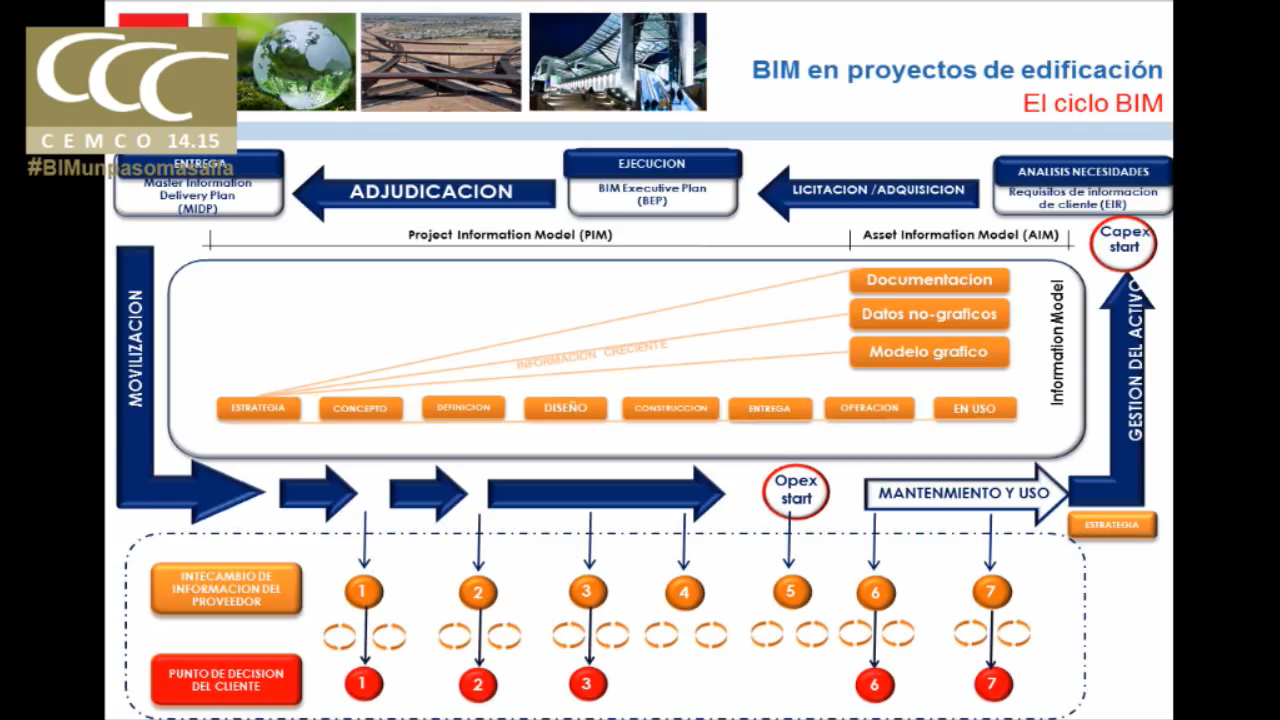 CCC
CEMCO 14.15
#BIMunpasomasalla
BIM en proyectos de edificación
El ciclo BIM
ENTREGA
Master Information
Delivery Plan
(MIDP)
ADJUDICACION
EJECUCION
BIM Executive Plan
(BEP)
LICITACION /ADQUISICION
ANALISIS NECESIDADES
Requisitos de informacion
de cliente (EIR)
Project Information Model (PIM)
Asset Information Model (AIM)
Capex
start
MOVILIZACION
Documentacion
Datos no-graficos
Modelo grafico
INFORMACION CRECIENTE
Information Model
GESTION DEL ACTIVO
ESTRATEGIA
CONCEPTO
DEFINICION
DISEÑO
CONSTRUCCION
ENTREGA
OPERACION
EN USO
Opex
start
MANTENMIENTO Y USO
ESTRATEGIA
INTECAMBIO DE
INFORMACION DEL
PROVEEDOR
1 2 3 4 5 6 7
PUNTO DE DECISION
DEL CLIENTE
1 2 3 6 7